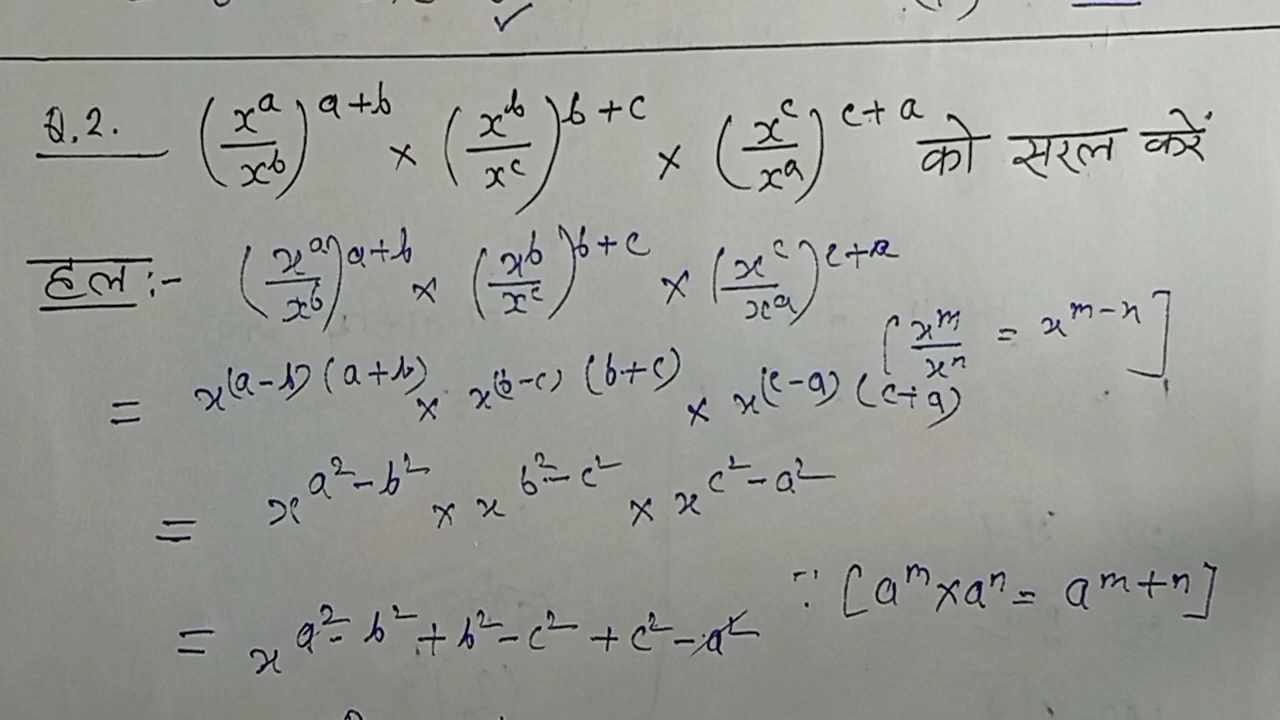 Q.2. (x^a/x^b)^a+b × (x^b/x^c)^b+c × (x^c/x^a)^c+a को सरल करें
हल :- (x^a/x^b)^a+b × (x^b/x^c)^b+c × (x^c/x^a)^c+a
[x^m/x^n = x^m-n]
= x^(a-b)(a+b) × x^(b-c)(b+c) × x^(c-a)(c+a)
= x^a²-b² × x^b²-c² × x^c²-a²
∵ [a^m×a^n = a^m+n]
= x^a²-b²+b²-c²+c²-a²